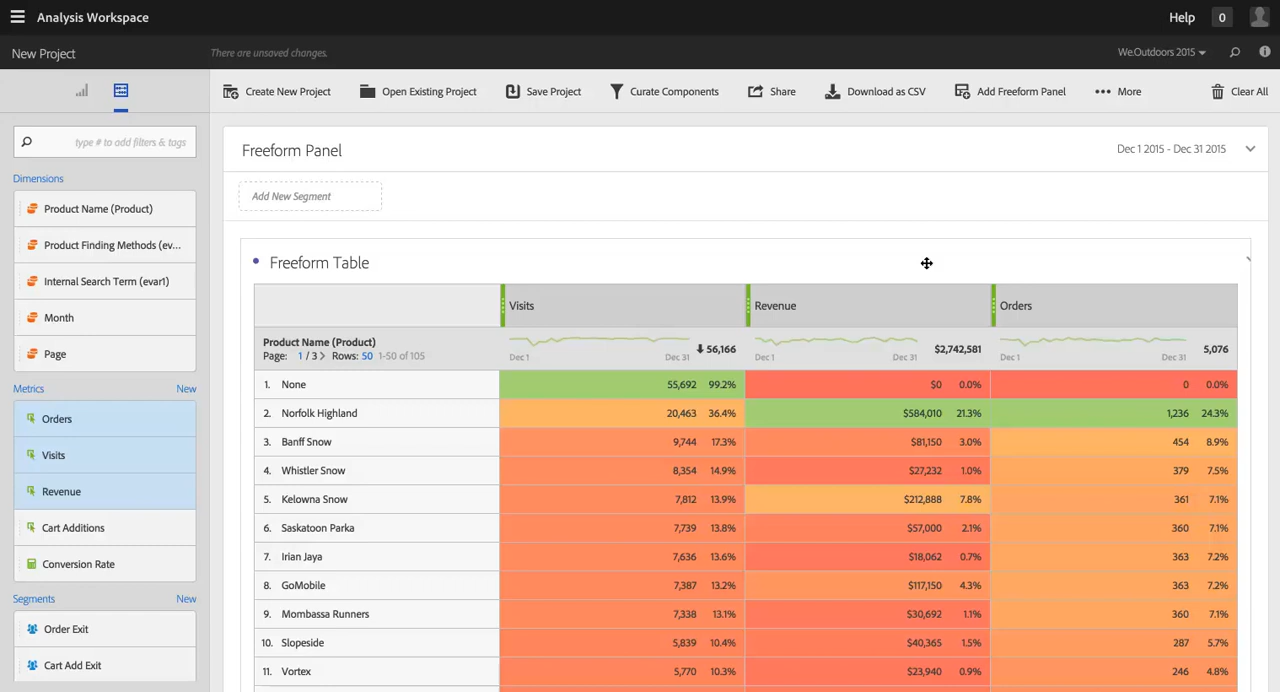 Analysis Workspace
Help 0
New Project There are unsaved changes. We.Outdoors 2015
Create New Project Open Existing Project Save Project Curate Components Share Download as CSV Add Freeform Panel More Clear All
type # to add filters & tags
Dimensions
Product Name (Product)
Product Finding Methods (ev...
Internal Search Term (evar1)
Month
Page
Metrics New
Orders
Visits
Revenue
Cart Additions
Conversion Rate
Segments New
Order Exit
Cart Add Exit
Freeform Panel Dec 1 2015 - Dec 31 2015
Add New Segment
Freeform Table
Visits Revenue Orders
Product Name (Product)
Page: 1 / 3 Rows: 50 1-50 of 105
Dec 1 Dec 31 56,166 Dec 1 Dec 31 $2,742,581 Dec 1 Dec 31 5,076
1. None 55,692 99.2% $0 0.0% 0 0.0%
2. Norfolk Highland 20,463 36.4% $584,010 21.3% 1,236 24.3%
3. Banff Snow 9,744 17.3% $81,150 3.0% 454 8.9%
4. Whistler Snow 8,354 14.9% $27,232 1.0% 379 7.5%
5. Kelowna Snow 7,812 13.9% $212,888 7.8% 361 7.1%
6. Saskatoon Parka 7,739 13.8% $57,000 2.1% 360 7.1%
7. Irian Jaya 7,636 13.6% $18,062 0.7% 363 7.2%
8. GoMobile 7,387 13.2% $117,150 4.3% 363 7.2%
9. Mombassa Runners 7,338 13.1% $30,692 1.1% 360 7.1%
10. Slopeside 5,839 10.4% $40,365 1.5% 287 5.7%
11. Vortex 5,770 10.3% $23,940 0.9% 246 4.8%